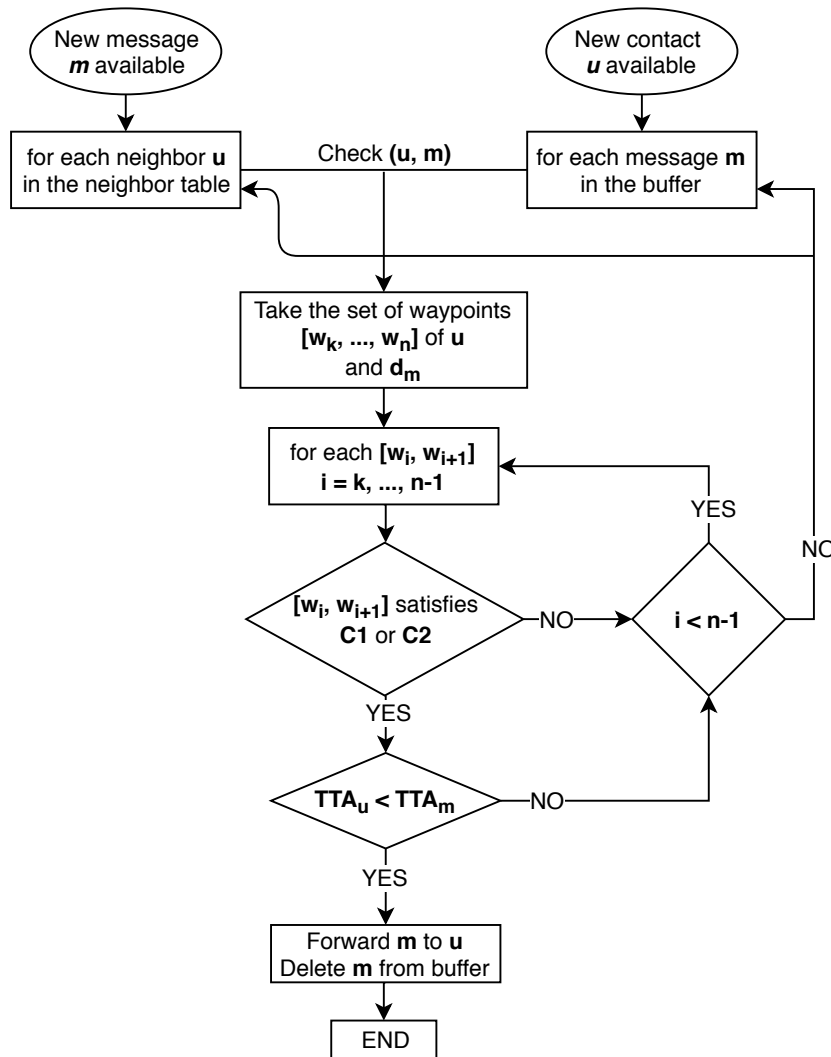 New message
m available
New contact
u available
for each neighbor u
in the neighbor table
Check (u, m)
for each message m
in the buffer
Take the set of waypoints
[wk, ..., wn] of u
and dm
for each [wi, wi+1]
i = k, ..., n-1
YES
NO
[wi, wi+1] satisfies
C1 or C2
NO
i < n-1
YES
TTAu < TTAm
NO
YES
Forward m to u
Delete m from buffer
END